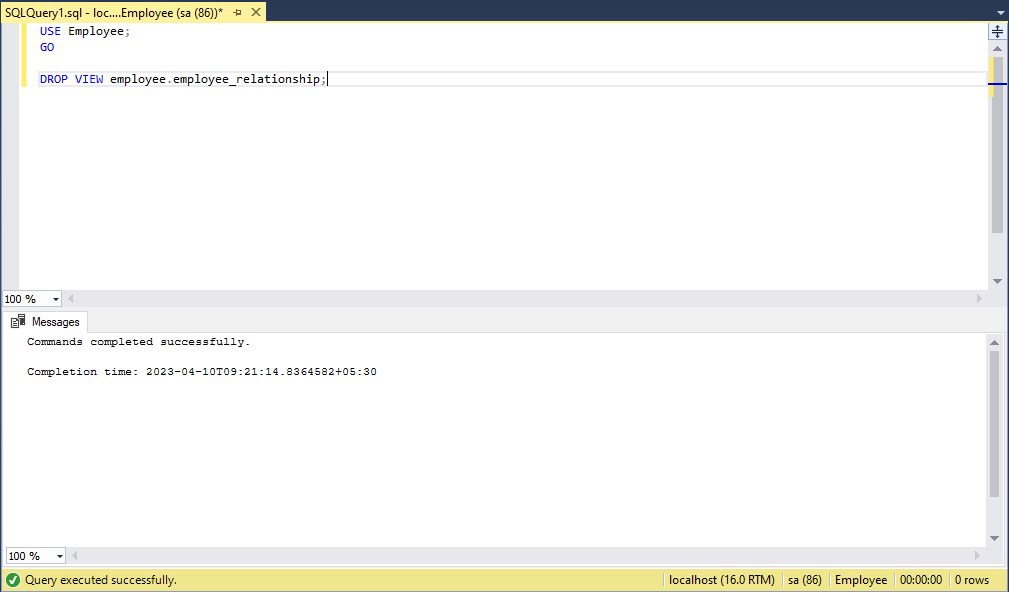 SQLQuery1.sql - loc....Employee (sa (86))*
USE Employee;
GO
DROP VIEW employee.employee_relationship;
100 %
Messages
Commands completed successfully.
Completion time: 2023-04-10T09:21:14.8364582+05:30
100 %
Query executed successfully. localhost (16.0 RTM) sa (86) Employee 00:00:00 0 rows